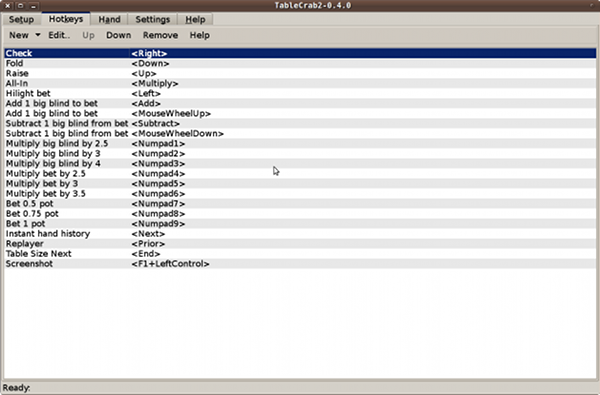 TableCrab2-0.4.0
Setup Hotkeys Hand Settings Help
New Edit.. Up Down Remove Help
Check <Right>
Fold <Down>
Raise <Up>
All-In <Multiply>
Hilight bet <Left>
Add 1 big blind to bet <Add>
Add 1 big blind to bet <MouseWheelUp>
Subtract 1 big blind from bet <Subtract>
Subtract 1 big blind from bet <MouseWheelDown>
Multiply big blind by 2.5 <Numpad1>
Multiply big blind by 3 <Numpad2>
Multiply big blind by 4 <Numpad3>
Multiply bet by 2.5 <Numpad4>
Multiply bet by 3 <Numpad5>
Multiply bet by 3.5 <Numpad6>
Bet 0.5 pot <Numpad7>
Bet 0.75 pot <Numpad8>
Bet 1 pot <Numpad9>
Instant hand history <Next>
Replayer <Prior>
Table Size Next <End>
Screenshot <F1+LeftControl>
Ready: